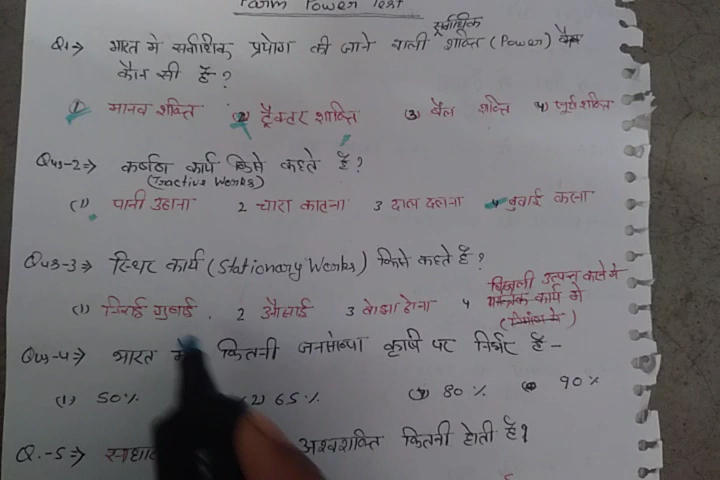 Farm Power Test
सर्वाधिक
Q1⇒ भारत मे सर्वाधिक प्रयोग की जाने वाली शक्ति (Power)
कौन सी है ?
1 मानव शक्ति (2) ट्रैक्टर शक्ति (3) बैल शक्ति 4) सूर्य शक्ति
Qus-2⇒ कर्षण कार्य किसे कहते है ?
(Tractive Works)
(1) पानी उठाना 2 चारा काटना 3 दाल दलना 4 बुवाई करना
Qus-3⇒ स्थिर कार्य (Stationary Works) किसे कहते है ?
बिजली उत्पन्न करने मे
(1) निराई गुड़ाई . 2 औसाई 3 बोझा ढोना 4 कार्य मे
Qus-4⇒ भारत मे कितनी जनसंख्या कृषि पर निर्भर है -
(1) 50% (2) 65% (3) 80% 90%
Q.-5⇒ अश्वशक्ति कितनी होती है ?